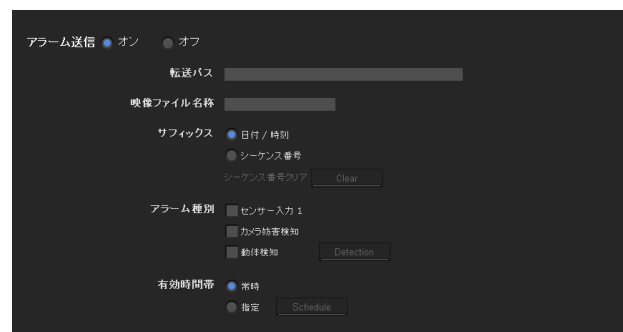 アラーム送信 オン オフ
転送パス
映像ファイル名称
サフィックス 日付 / 時刻
シーケンス番号
シーケンス番号クリア Clear
アラーム種別 センサー入力 1
カメラ妨害検知
動体検知 Detection
有効時間帯 常時
指定 Schedule